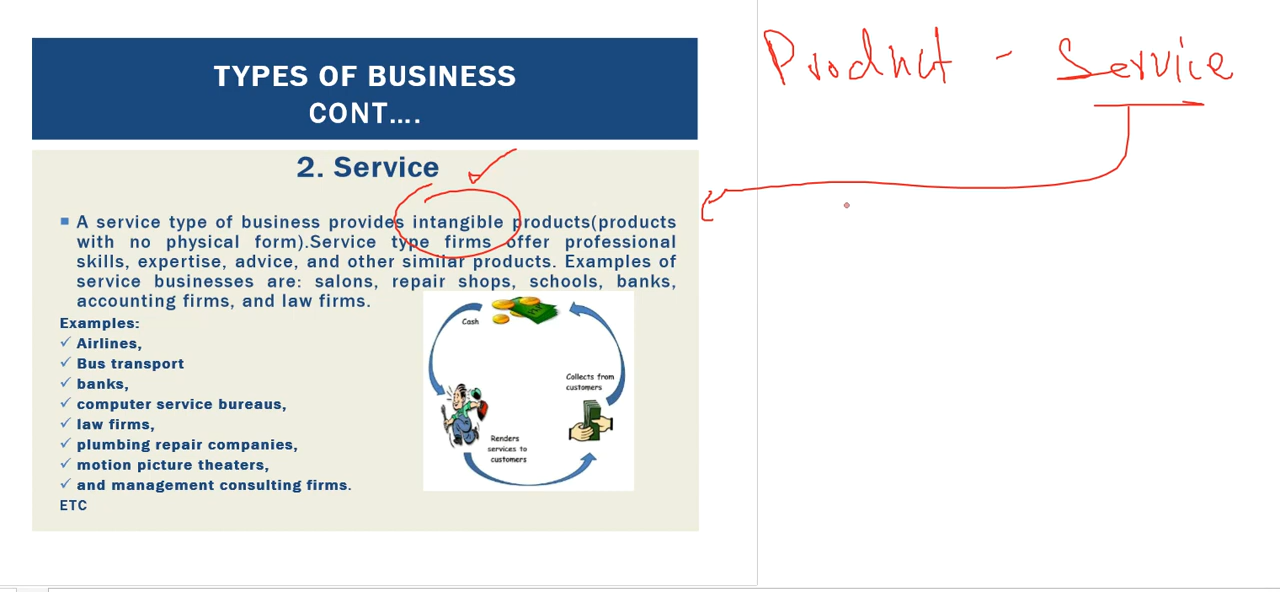 TYPES OF BUSINESS
CONT....
Product - Service
2. Service
A service type of business provides intangible products(products
with no physical form).Service type firms offer professional
skills, expertise, advice, and other similar products. Examples of
service businesses are: salons, repair shops, schools, banks,
accounting firms, and law firms.
Examples:
✓ Airlines,
✓ Bus transport
✓ banks,
✓ computer service bureaus,
✓ law firms,
✓ plumbing repair companies,
✓ motion picture theaters,
✓ and management consulting firms.
ETC
Cash
Collects from
customers
Renders
services to
customers